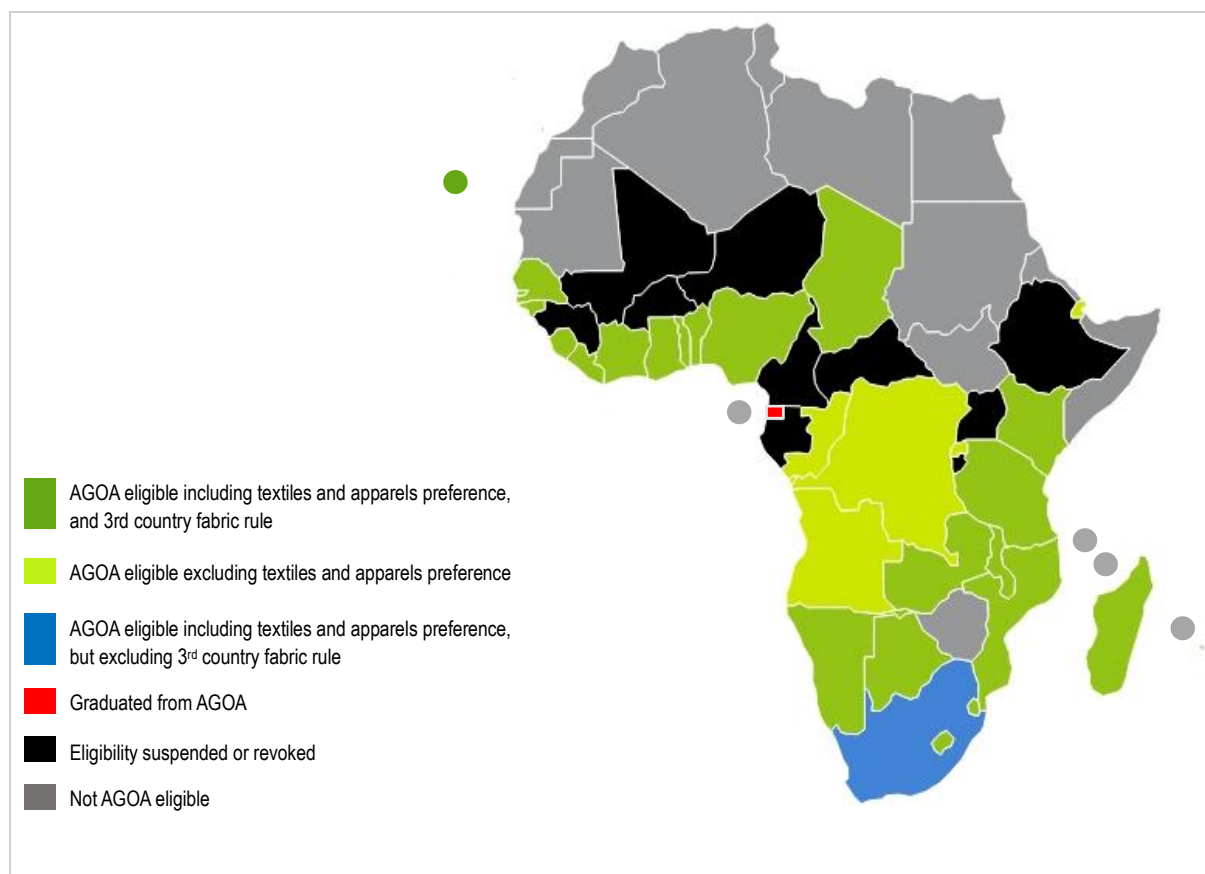 AGOA eligible including textiles and apparels preference,
and 3rd country fabric rule
AGOA eligible excluding textiles and apparels preference
AGOA eligible including textiles and apparels preference,
but excluding 3rd country fabric rule
Graduated from AGOA
Eligibility suspended or revoked
Not AGOA eligible